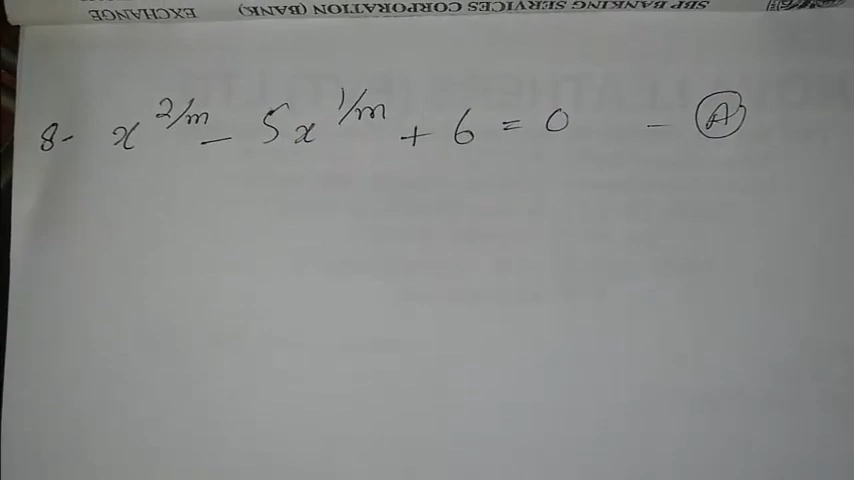 SBP BANKING SERVICES CORPORATION (BANK) EXCHANGE
8- x^2/m - 5x^1/m + 6 = 0 - (A)